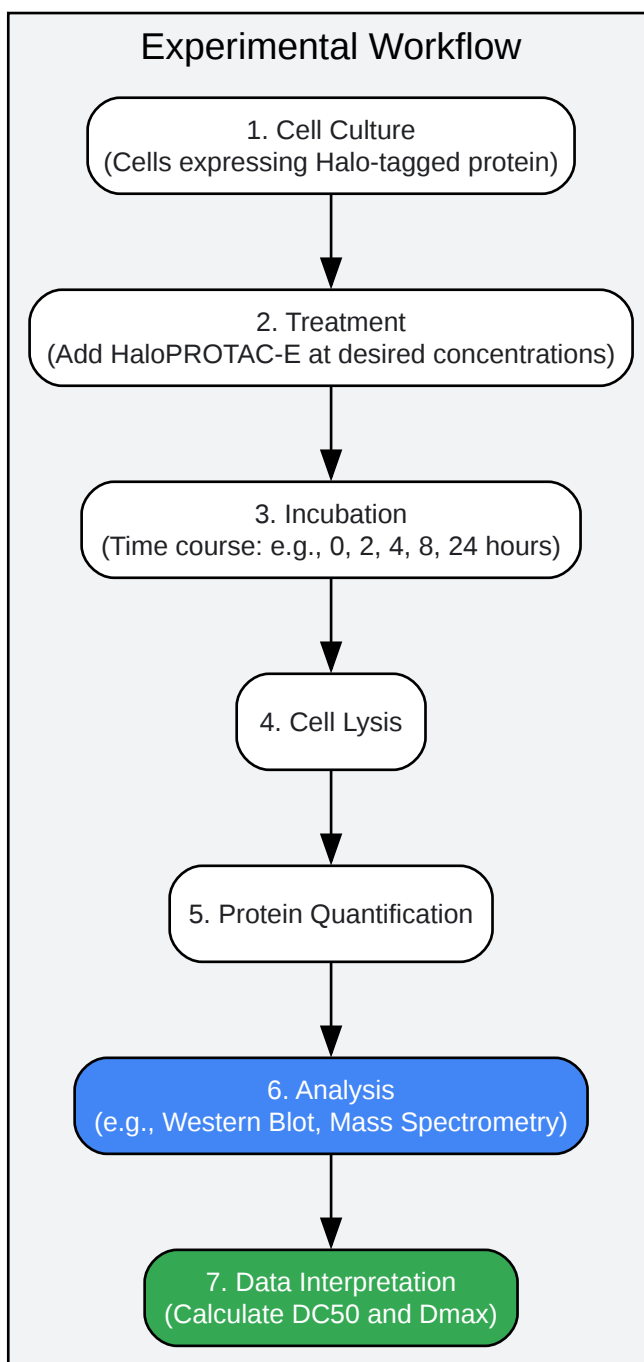 Experimental Workflow
1. Cell Culture
(Cells expressing Halo-tagged protein)
2. Treatment
(Add HaloPROTAC-E at desired concentrations)
3. Incubation
(Time course: e.g., 0, 2, 4, 8, 24 hours)
4. Cell Lysis
5. Protein Quantification
6. Analysis
(e.g., Western Blot, Mass Spectrometry)
7. Data Interpretation
(Calculate DC50 and Dmax)